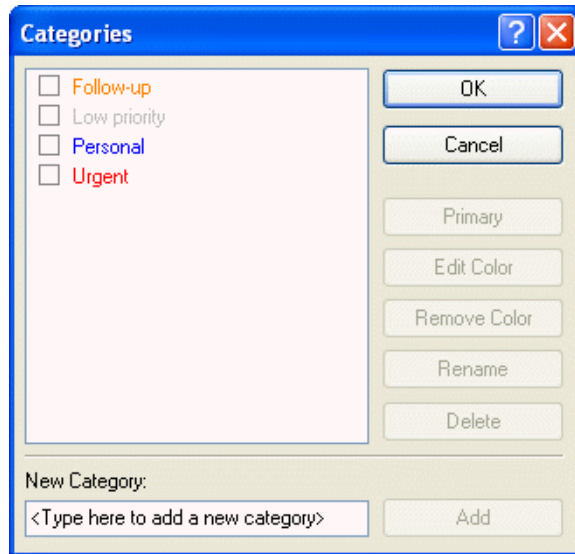 Categories
Follow-up
Low priority
Personal
Urgent
OK
Cancel
Primary
Edit Color
Remove Color
Rename
Delete
New Category:
<Type here to add a new category>
Add